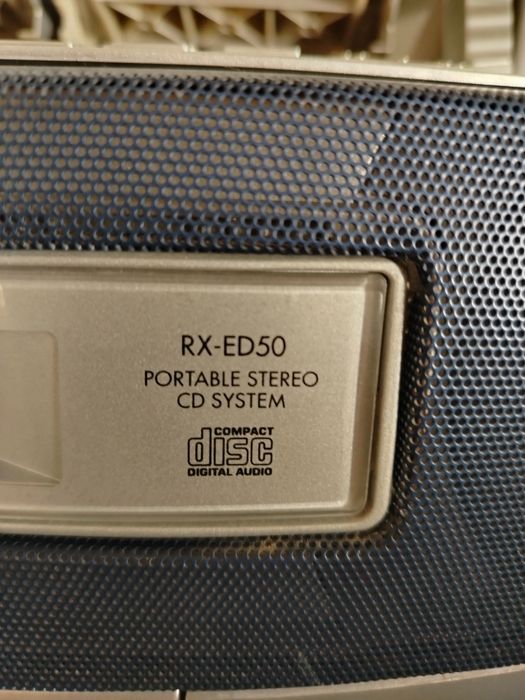 RX-ED50
PORTABLE STEREO
CD SYSTEM
COMPACT
disc
DIGITAL AUDIO